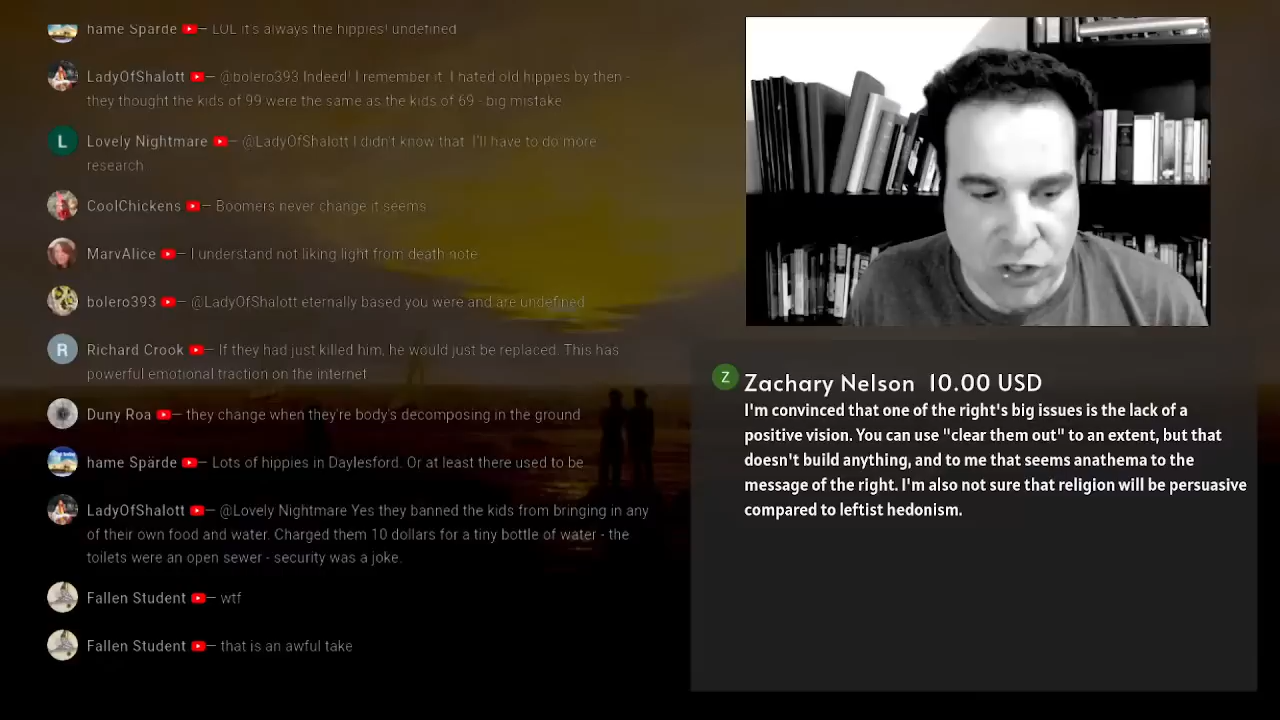 hame Spärde — LOL it's always the hippies! undefined
LadyOfShalott — @bolero393 Indeed! I remember it. I hated old hippies by then -
they thought the kids of 99 were the same as the kids of 69 - big mistake
L
Lovely Nightmare — @LadyOfShalott I didn't know that. I'll have to do more
research
CoolChickens — Boomers never change it seems
MarvAlice — I understand not liking light from death note
bolero393 — @LadyOfShalott eternally based you were and are undefined
R
Richard Crook — If they had just killed him, he would just be replaced. This has
powerful emotional traction on the internet
Duny Roa — they change when they're body's decomposing in the ground
hame Spärde — Lots of hippies in Daylesford. Or at least there used to be.
LadyOfShalott — @Lovely Nightmare Yes they banned the kids from bringing in any
of their own food and water. Charged them 10 dollars for a tiny bottle of water - the
toilets were an open sewer - security was a joke.
Fallen Student — wtf
Fallen Student — that is an awful take
Z
Zachary Nelson 10.00 USD
I'm convinced that one of the right's big issues is the lack of a
positive vision. You can use "clear them out" to an extent, but that
doesn't build anything, and to me that seems anathema to the
message of the right. I'm also not sure that religion will be persuasive
compared to leftist hedonism.